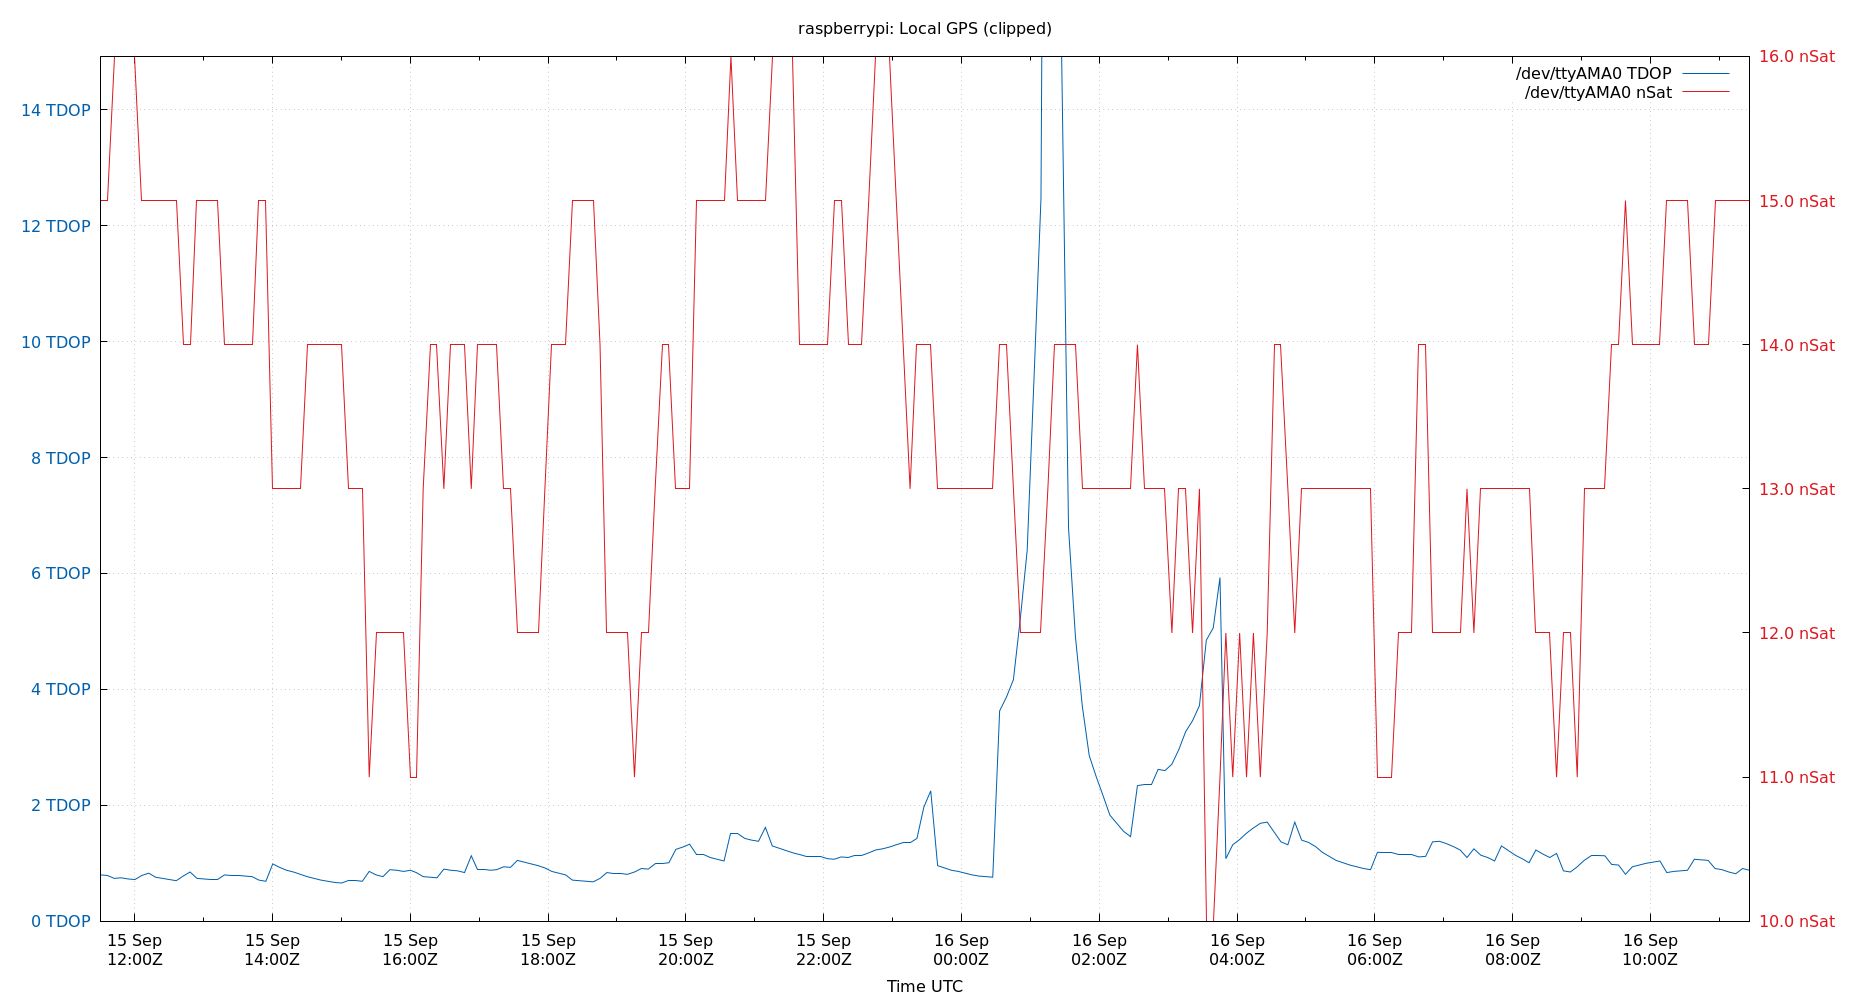 raspberrypi: Local GPS (clipped)
/dev/ttyAMA0 TDOP
/dev/ttyAMA0 nSat
14 TDOP
12 TDOP
10 TDOP
8 TDOP
6 TDOP
4 TDOP
2 TDOP
0 TDOP
16.0 nSat
15.0 nSat
14.0 nSat
13.0 nSat
12.0 nSat
11.0 nSat
10.0 nSat
15 Sep 15 Sep 15 Sep 15 Sep 15 Sep 15 Sep 16 Sep 16 Sep 16 Sep 16 Sep 16 Sep 16 Sep
12:00Z 14:00Z 16:00Z 18:00Z 20:00Z 22:00Z 00:00Z 02:00Z 04:00Z 06:00Z 08:00Z 10:00Z
Time UTC